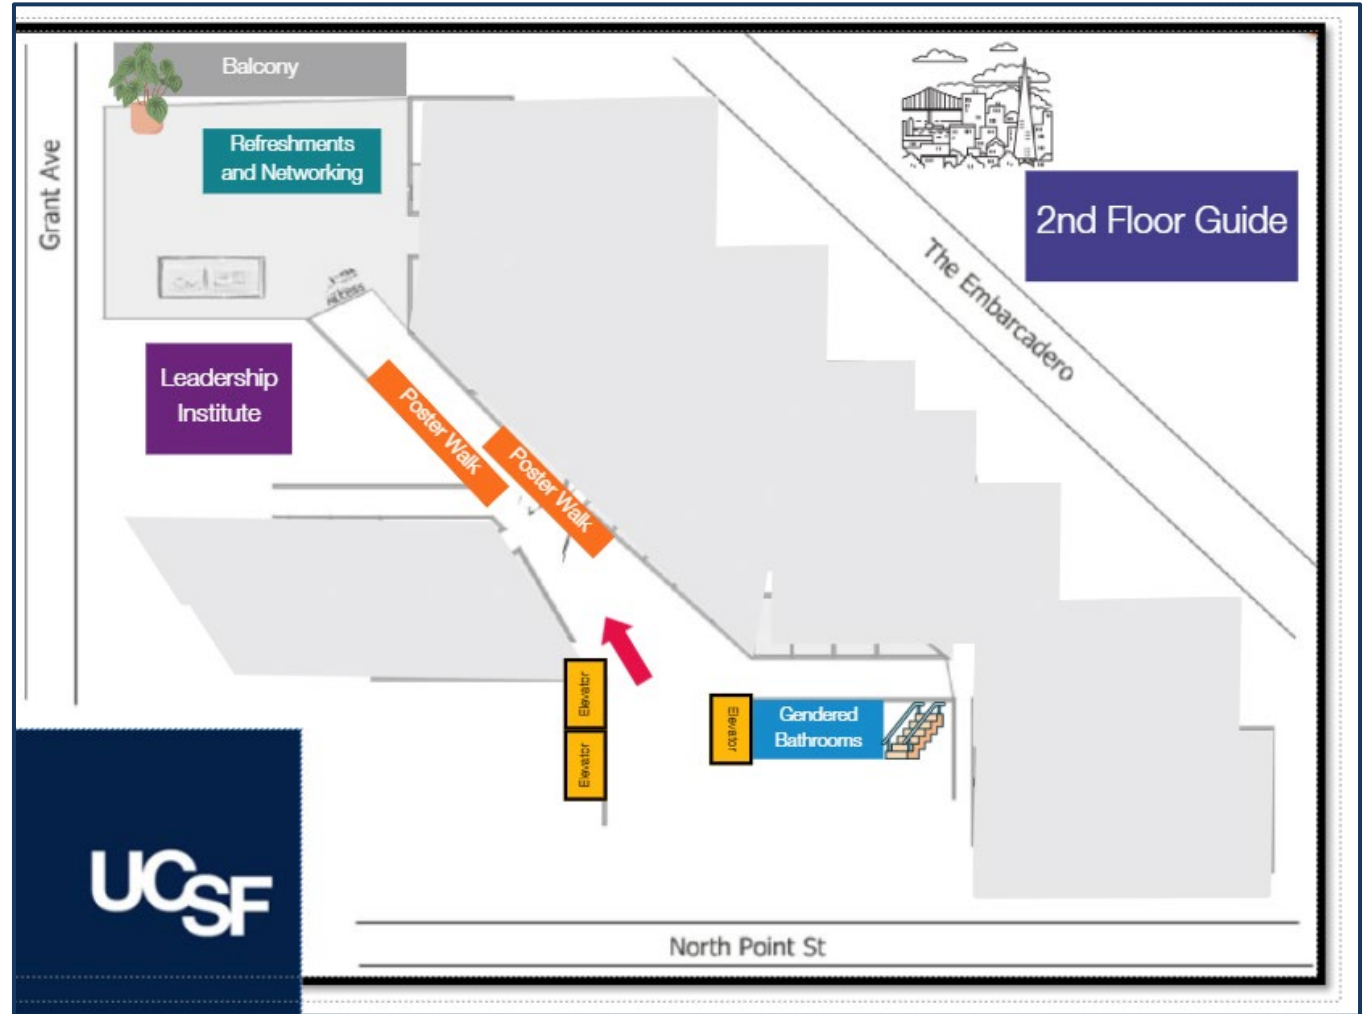 Balcony
Refreshments
and Networking
Grant Ave
2nd Floor Guide
The Embarcadero
Leadership
Institute
Poster Walk
Poster Walk
Elevator
Elevator
Elevator
Gendered
Bathrooms
UCSF
North Point St